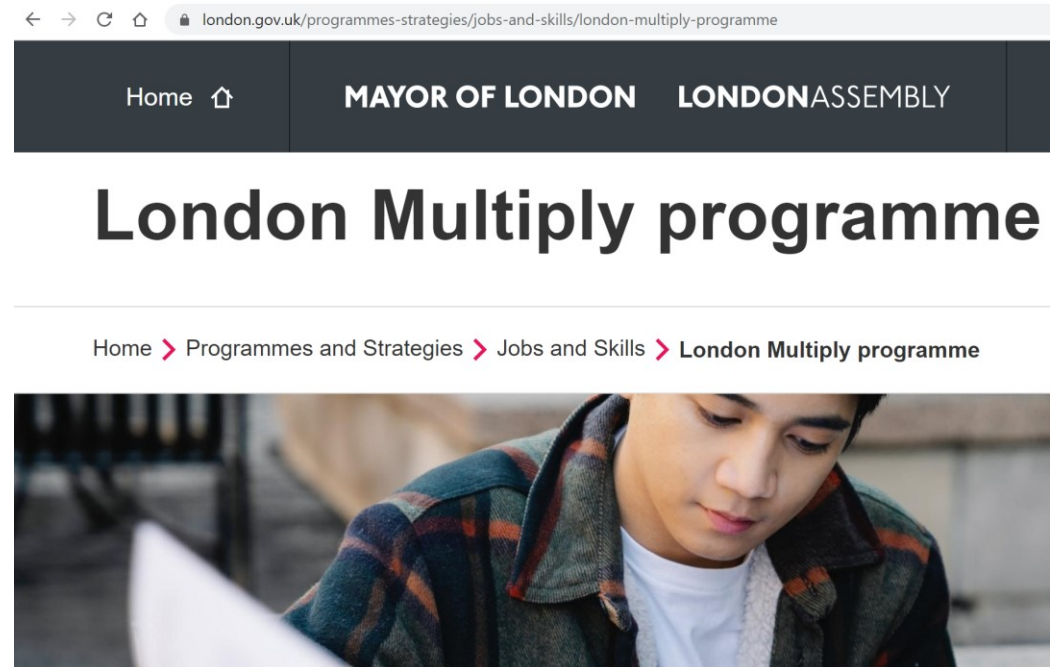 london.gov.uk/programmes-strategies/jobs-and-skills/london-multiply-programme
Home MAYOR OF LONDON LONDONASSEMBLY
London Multiply programme
Home > Programmes and Strategies > Jobs and Skills > London Multiply programme